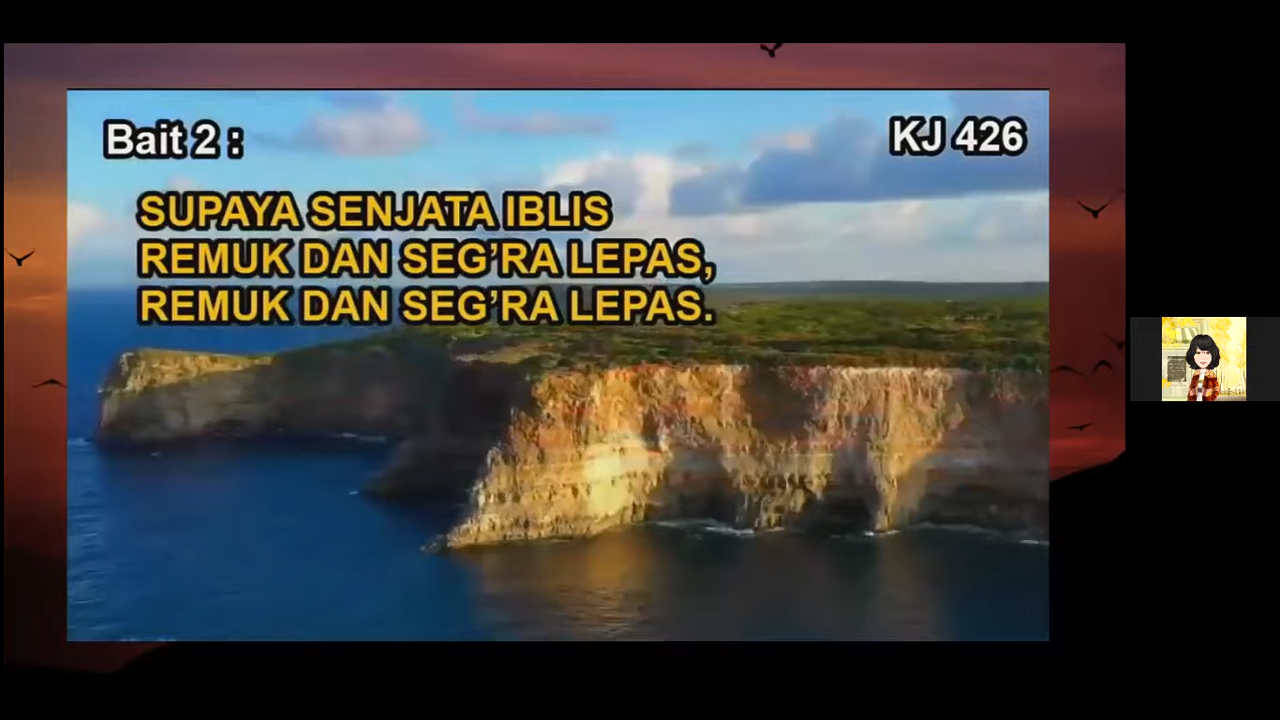 Bait 2 :
KJ 426
SUPAYA SENJATA IBLIS
REMUK DAN SEG'RA LEPAS,
REMUK DAN SEG'RA LEPAS.